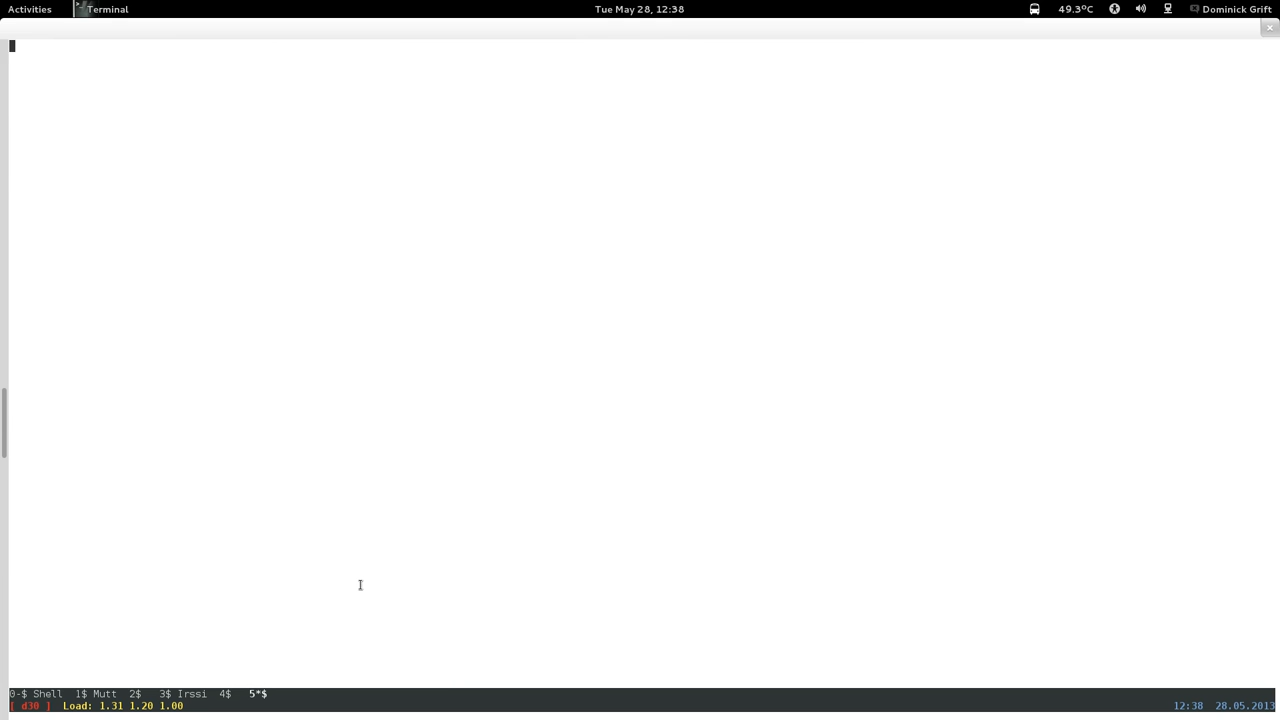 Activities Terminal Tue May 28, 12:38 49.3ºC Dominick Grift
0-$ Shell 1$ Mutt 2$ 3$ Irssi 4$ 5*$
[ d30 ] Load: 1.31 1.20 1.00 12:38 28.05.2013